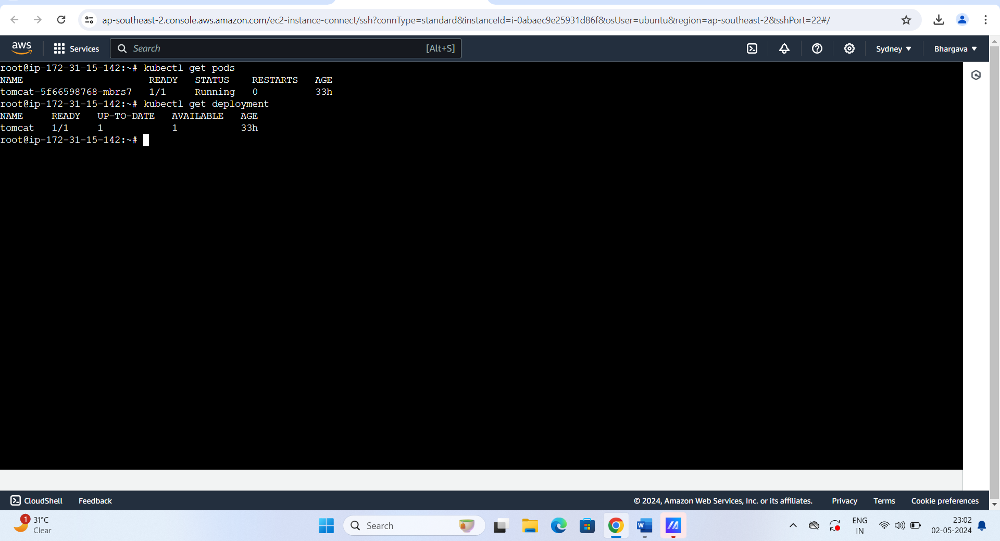 ap-southeast-2.console.aws.amazon.com/ec2-instance-connect/ssh?connType=standard&instanceId=i-0abaec9e25931d86f&osUser=ubuntu&region=ap-southeast-2&sshPort=22#/
aws Services Search [Alt+S] Sydney Bhargava
root@ip-172-31-15-142:~# kubectl get pods
NAME READY STATUS RESTARTS AGE
tomcat-5f66598768-mbrs7 1/1 Running 0 33h
root@ip-172-31-15-142:~# kubectl get deployment
NAME READY UP-TO-DATE AVAILABLE AGE
tomcat 1/1 1 1 33h
root@ip-172-31-15-142:~#
CloudShell Feedback © 2024, Amazon Web Services, Inc. or its affiliates. Privacy Terms Cookie preferences
1 31°C
Clear
Search
W
ENG
IN
23:02
02-05-2024